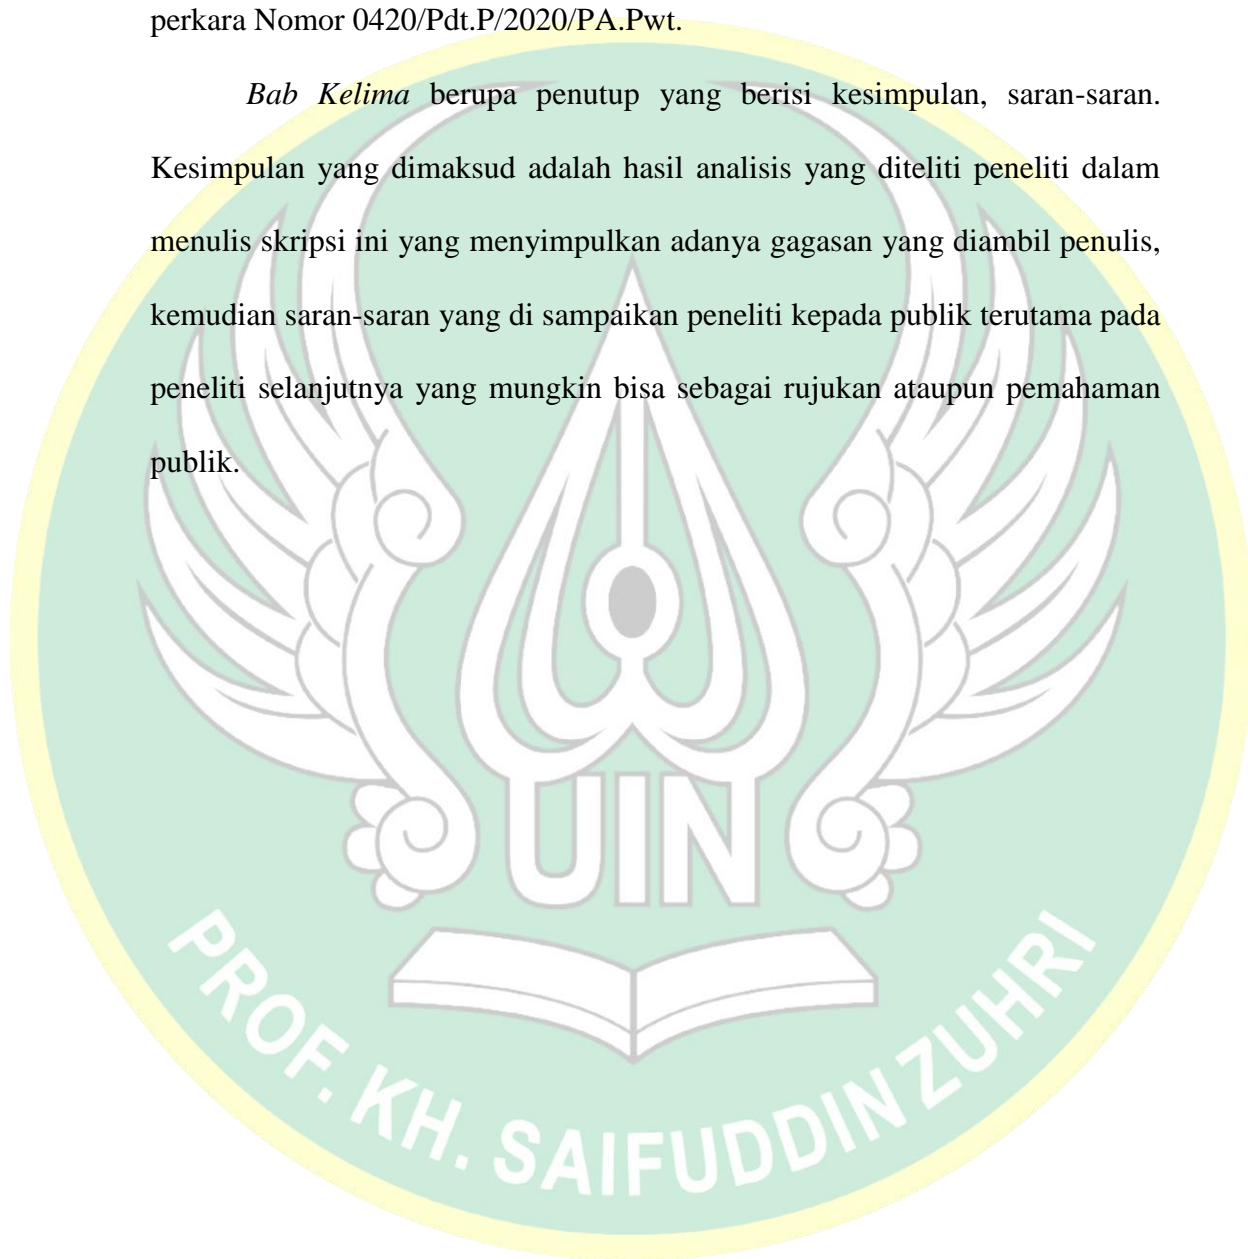 perkara Nomor 0420/Pdt.P/2020/PA.Pwt.
Bab Kelima berupa penutup yang berisi kesimpulan, saran-saran.
Kesimpulan yang dimaksud adalah hasil analisis yang diteliti peneliti dalam
menulis skripsi ini yang menyimpulkan adanya gagasan yang diambil penulis,
kemudian saran-saran yang di sampaikan peneliti kepada publik terutama pada
peneliti selanjutnya yang mungkin bisa sebagai rujukan ataupun pemahaman
publik.
UIN
PROF. KH. SAIFUDDIN ZUHRI